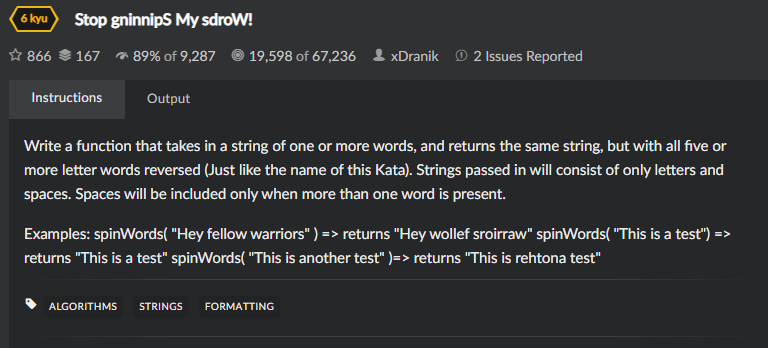 6 kyu Stop gninnipS My sdroW!
866 167 89% of 9,287 19,598 of 67,236 xDranik 2 Issues Reported
Instructions Output
Write a function that takes in a string of one or more words, and returns the same string, but with all five or
more letter words reversed (Just like the name of this Kata). Strings passed in will consist of only letters and
spaces. Spaces will be included only when more than one word is present.
Examples: spinWords( "Hey fellow warriors" ) => returns "Hey wollef sroirraw" spinWords( "This is a test") =>
returns "This is a test" spinWords( "This is another test" )=> returns "This is rehtona test"
ALGORITHMS STRINGS FORMATTING